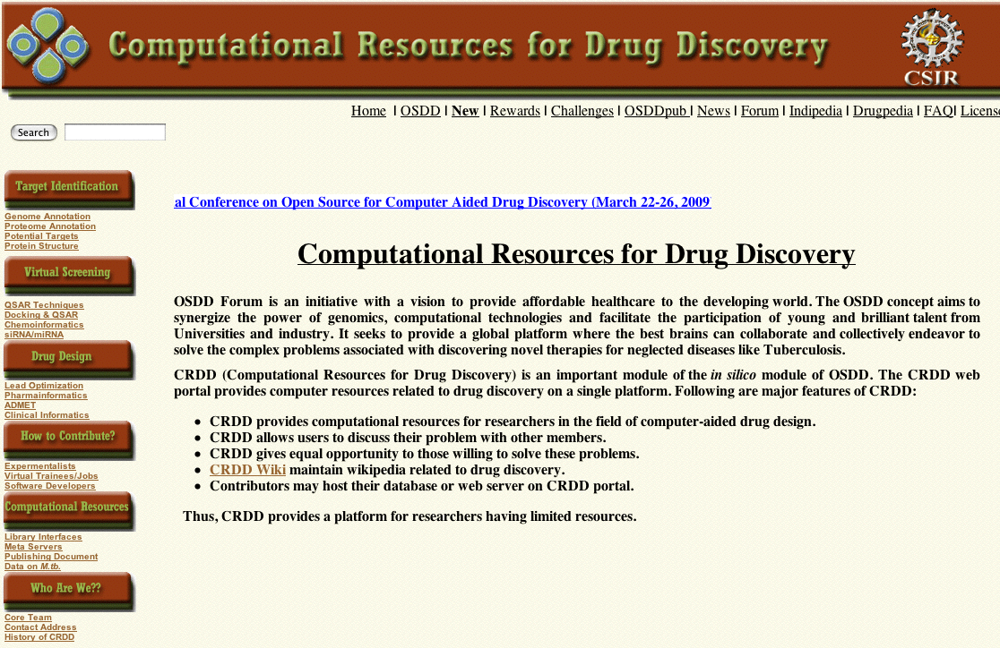 Computational Resources for Drug Discovery
CSIR
Home | OSDD | New | Rewards | Challenges | OSDDpub | News | Forum | Indipedia | Drugpedia | FAQ| Licens
Search
Target Identification
Genome Annotation
Proteome Annotation
Potential Targets
Protein Structure
Virtual Screening
QSAR Techniques
Docking & QSAR
Chemoinformatics
siRNA/miRNA
Drug Design
Lead Optimization
Pharmainformatics
ADMET
Clinical Informatics
How to Contribute?
Expermentalists
Virtual Trainees/Jobs
Software Developers
Computational Resources
Library Interfaces
Meta Servers
Publishing Document
Data on M.tb.
Who Are We??
Core Team
Contact Address
History of CRDD
al Conference on Open Source for Computer Aided Drug Discovery (March 22-26, 2009
Computational Resources for Drug Discovery
OSDD Forum is an initiative with a vision to provide affordable healthcare to the developing world. The OSDD concept aims to
synergize the power of genomics, computational technologies and facilitate the participation of young and brilliant talent from
Universities and industry. It seeks to provide a global platform where the best brains can collaborate and collectively endeavor to
solve the complex problems associated with discovering novel therapies for neglected diseases like Tuberculosis.
CRDD (Computational Resources for Drug Discovery) is an important module of the in silico module of OSDD. The CRDD web
portal provides computer resources related to drug discovery on a single platform. Following are major features of CRDD:
• CRDD provides computational resources for researchers in the field of computer-aided drug design.
• CRDD allows users to discuss their problem with other members.
• CRDD gives equal opportunity to those willing to solve these problems.
• CRDD Wiki maintain wikipedia related to drug discovery.
• Contributors may host their database or web server on CRDD portal.
Thus, CRDD provides a platform for researchers having limited resources.